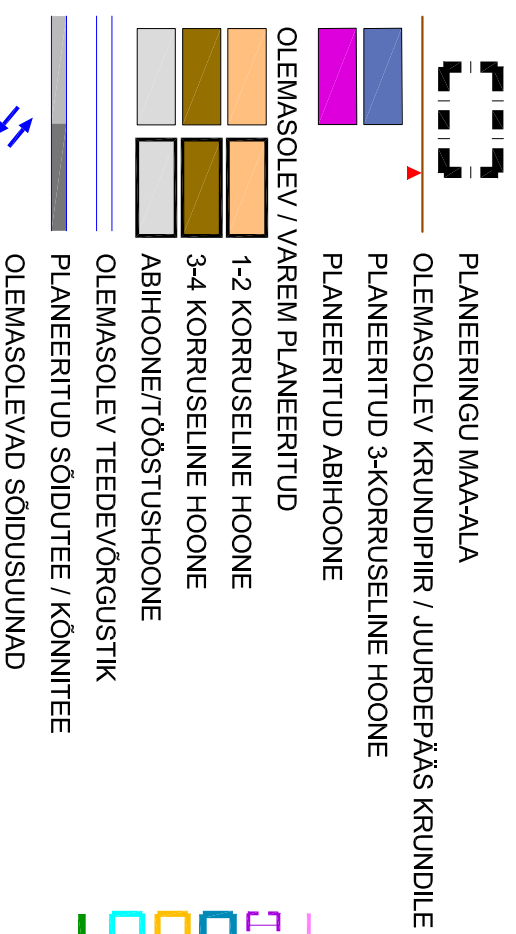 PLANEERINGU MAA-ALA
OLEMASOLEV KRUNDIPIIR / JUURDEPÄÄS KRUNDILE
PLANEERITUD 3-KORRUSELINE HOONE
PLANEERITUD ABIHOONE
OLEMASOLEV / VAREM PLANEERITUD
1-2 KORRUSELINE HOONE
3-4 KORRUSELINE HOONE
ABIHOONE/TÖÖSTUSHOONE
OLEMASOLEV TEEDEVÕRGUSTIK
PLANEERITUD SÕIDUTEE / KÕNNITEE
OLEMASOLEVAD SÕIDUSUUNAD